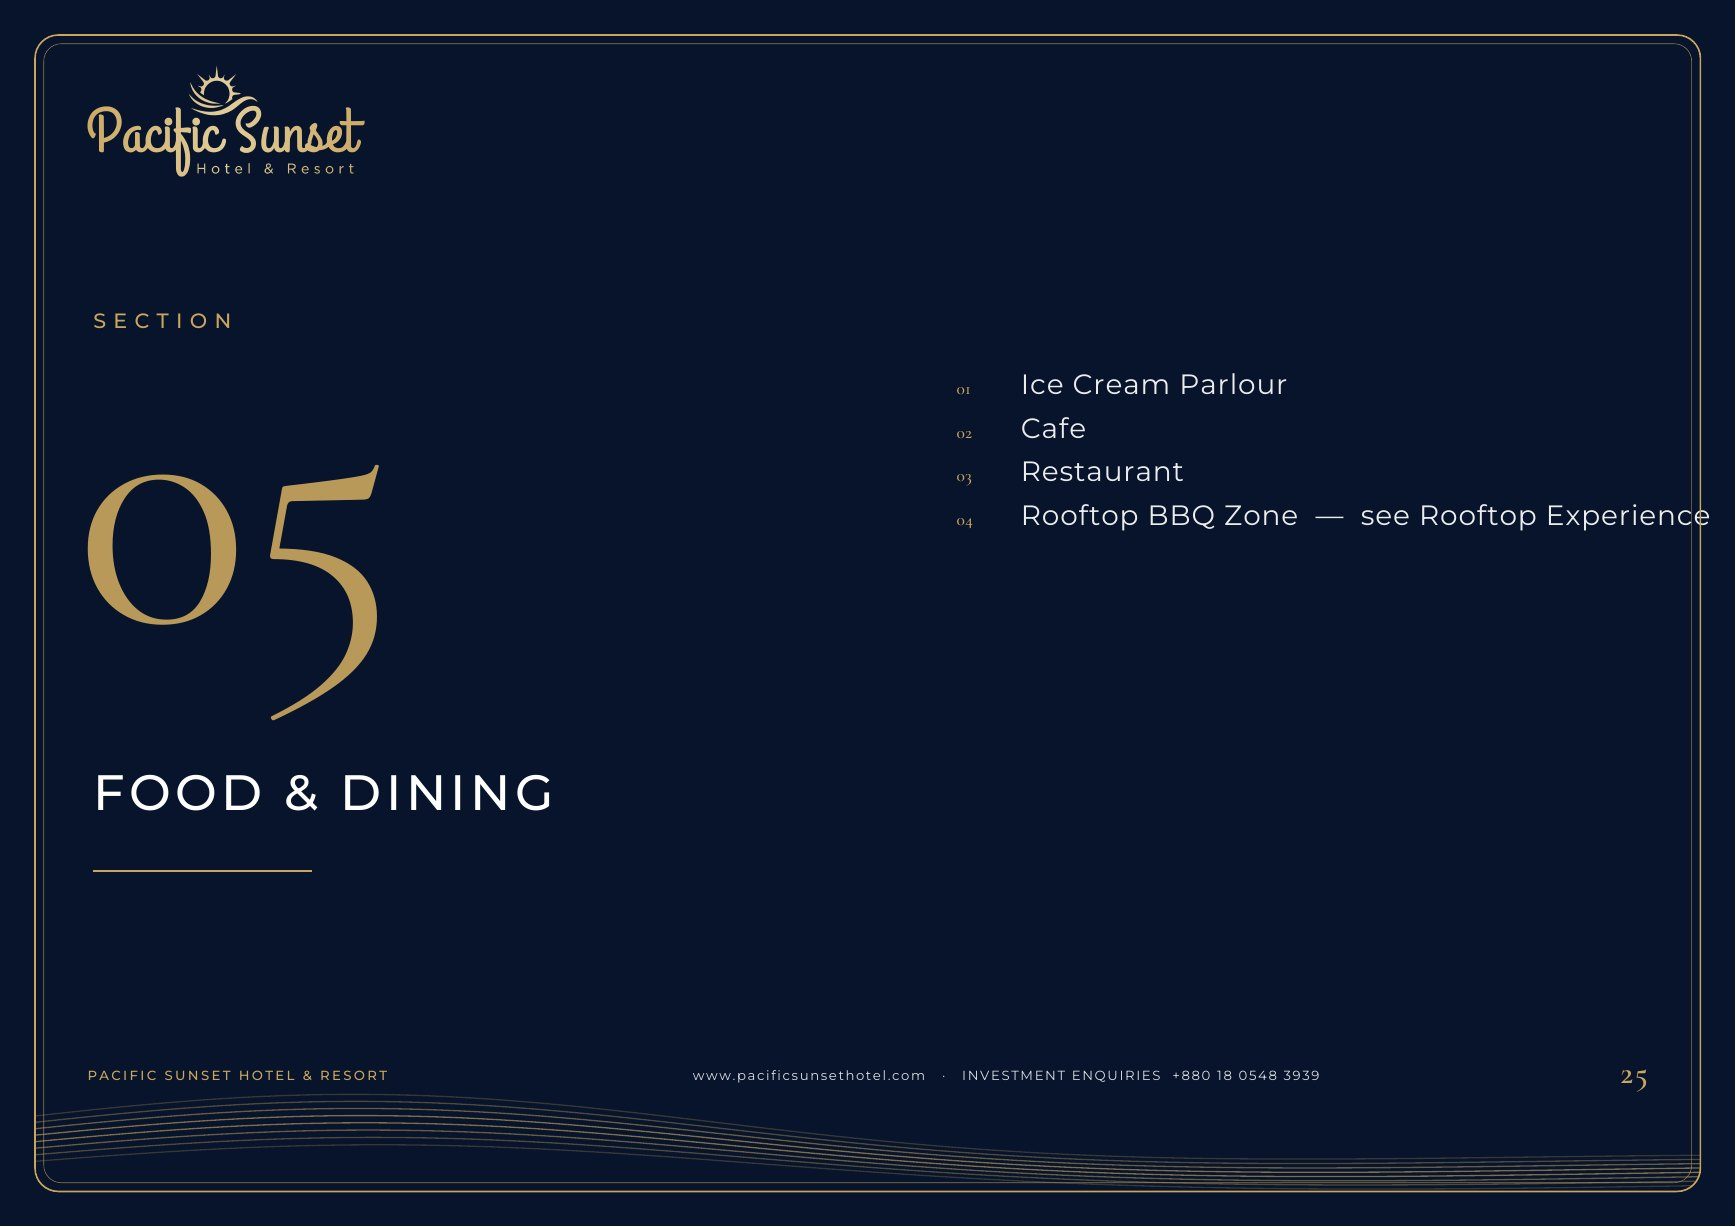 Pacific Sunset
Hotel & Resort
SECTION
05
FOOD & DINING
01 Ice Cream Parlour
02 Cafe
03 Restaurant
04 Rooftop BBQ Zone — see Rooftop Experience
PACIFIC SUNSET HOTEL & RESORT
www.pacificsunsethotel.com · INVESTMENT ENQUIRIES +880 18 0548 3939
25